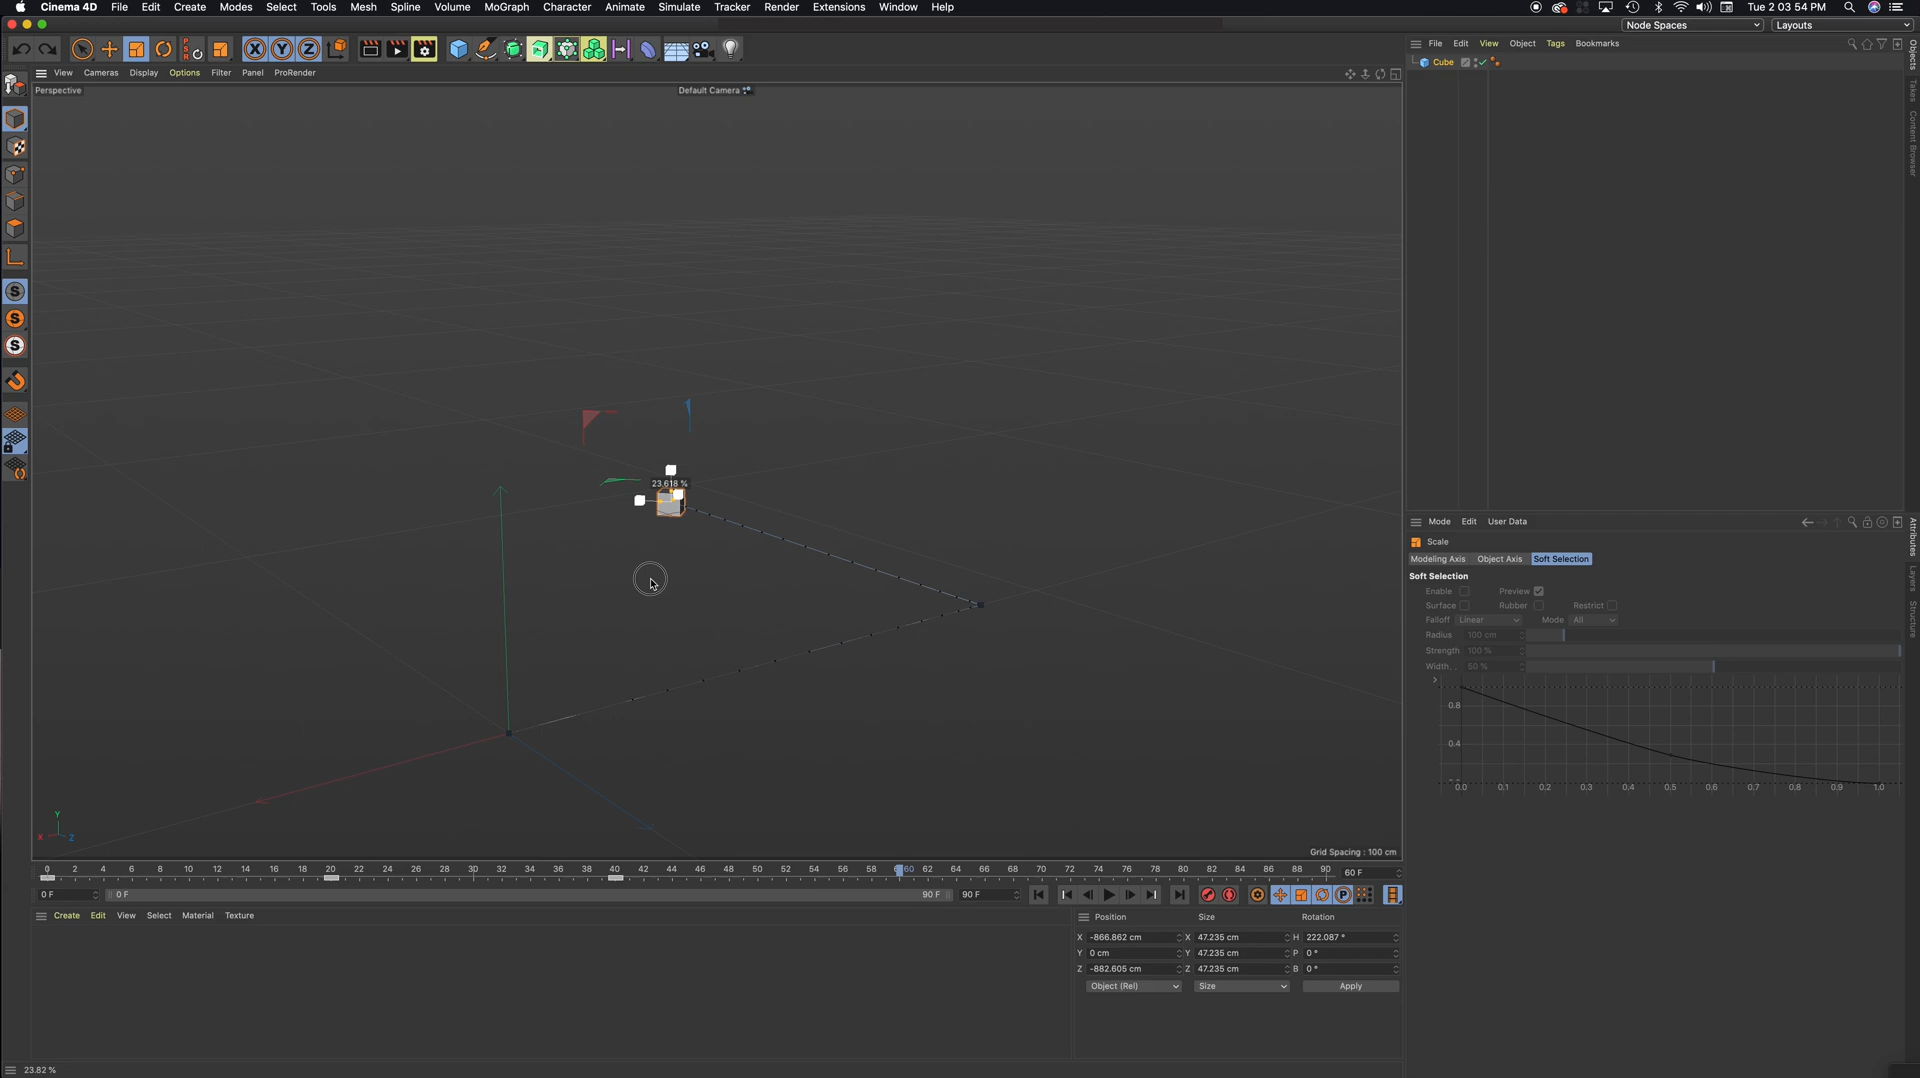 Cinema 4D File Edit Create Modes Select Tools Mesh Spline Volume MoGraph Character Animate Simulate Tracker Render Extensions Window Help Tue 2 03 54 PM
Node Spaces Layouts
PSR X Y Z
File Edit View Object Tags Bookmarks
Cube
View Cameras Display Options Filter Panel ProRender
Perspective Default Camera
Objects
Takes
Content Browser
S
S
S
23.618 %
Mode Edit User Data
Scale
Modeling Axis Object Axis Soft Selection
Soft Selection
Enable Preview
Surface Rubber Restrict
Falloff Linear Mode All
Radius 100 cm
Strength 100 %
Width. . 50 %
0.8
0.4
0.0 0.1 0.2 0.3 0.4 0.5 0.6 0.7 0.8 0.9 1.0
Attributes
Layers
Structure
Y
X Z
Grid Spacing : 100 cm
0 2 4 6 8 10 12 14 16 18 20 22 24 26 28 30 32 34 36 38 40 42 44 46 48 50 52 54 56 58 60 62 64 66 68 70 72 74 76 78 80 82 84 86 88 90 60 F
0 F 0 F 90 F 90 F P
Create Edit View Select Material Texture
Position Size Rotation
X -866.862 cm X 47.235 cm H 222.087 °
Y 0 cm Y 47.235 cm P 0 °
Z -882.605 cm Z 47.235 cm B 0 °
Object (Rel) Size Apply
23.82 %